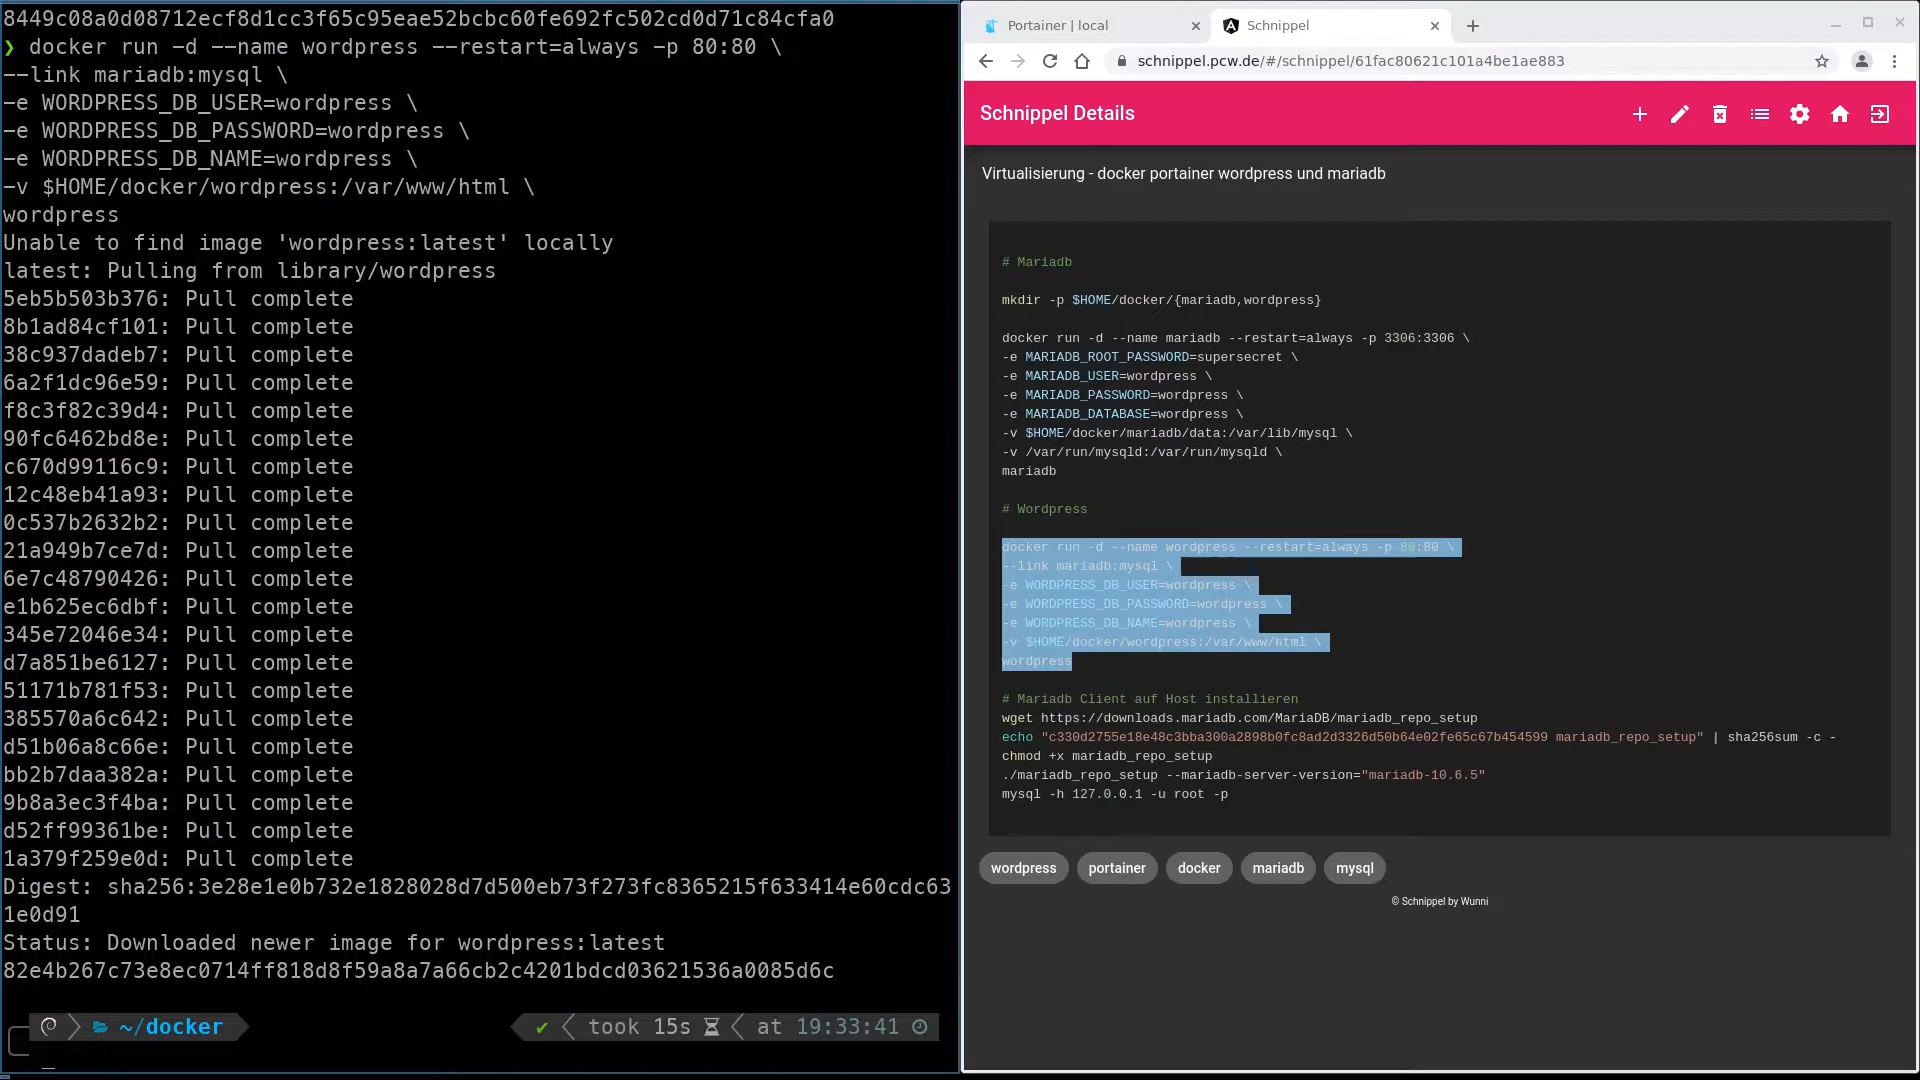 8449c08a0d08712ecf8d1cc3f65c95eae52bcbc60fe692fc502cd0d71c84cfa0
❯ docker run -d --name wordpress --restart=always -p 80:80 \
--link mariadb:mysql \
-e WORDPRESS_DB_USER=wordpress \
-e WORDPRESS_DB_PASSWORD=wordpress \
-e WORDPRESS_DB_NAME=wordpress \
-v $HOME/docker/wordpress:/var/www/html \
wordpress
Unable to find image 'wordpress:latest' locally
latest: Pulling from library/wordpress
5eb5b503b376: Pull complete
8b1ad84cf101: Pull complete
38c937dadeb7: Pull complete
6a2f1dc96e59: Pull complete
f8c3f82c39d4: Pull complete
90fc6462bd8e: Pull complete
c670d99116c9: Pull complete
12c48eb41a93: Pull complete
0c537b2632b2: Pull complete
21a949b7ce7d: Pull complete
6e7c48790426: Pull complete
e1b625ec6dbf: Pull complete
345e72046e34: Pull complete
d7a851be6127: Pull complete
51171b781f53: Pull complete
385570a6c642: Pull complete
d51b06a8c66e: Pull complete
bb2b7daa382a: Pull complete
9b8a3ec3f4ba: Pull complete
d52ff99361be: Pull complete
1a379f259e0d: Pull complete
Digest: sha256:3e28e1e0b732e1828028d7d500eb73f273fc8365215f633414e60cdc63
1e0d91
Status: Downloaded newer image for wordpress:latest
82e4b267c73e8ec0714ff818d8f59a8a7a66cb2c4201bdcd03621536a0085d6c
~/docker ✔ took 15s at 19:33:41
Portainer | local
Schnippel
schnippel.pcw.de/#/schnippel/61fac80621c101a4be1ae883
Schnippel Details
Virtualisierung - docker portainer wordpress und mariadb
# Mariadb
mkdir -p $HOME/docker/{mariadb,wordpress}
docker run -d --name mariadb --restart=always -p 3306:3306 \
-e MARIADB_ROOT_PASSWORD=supersecret \
-e MARIADB_USER=wordpress \
-e MARIADB_PASSWORD=wordpress \
-e MARIADB_DATABASE=wordpress \
-v $HOME/docker/mariadb/data:/var/lib/mysql \
-v /var/run/mysqld:/var/run/mysqld \
mariadb
# Wordpress
docker run -d --name wordpress --restart=always -p 80:80 \
--link mariadb:mysql \
-e WORDPRESS_DB_USER=wordpress \
-e WORDPRESS_DB_PASSWORD=wordpress \
-e WORDPRESS_DB_NAME=wordpress \
-v $HOME/docker/wordpress:/var/www/html \
wordpress
# Mariadb Client auf Host installieren
wget https://downloads.mariadb.com/MariaDB/mariadb_repo_setup
echo "c330d2755e18e48c3bba300a2898b0fc8ad2d3326d50b64e02fe65c67b454599 mariadb_repo_setup" | sha256sum -c -
chmod +x mariadb_repo_setup
./mariadb_repo_setup --mariadb-server-version="mariadb-10.6.5"
mysql -h 127.0.0.1 -u root -p
wordpress portainer docker mariadb mysql
© Schnippel by Wunni